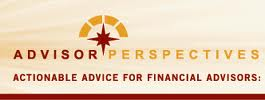 ADVISOR PERSPECTIVES
ACTIONABLE ADVICE FOR FINANCIAL ADVISORS: